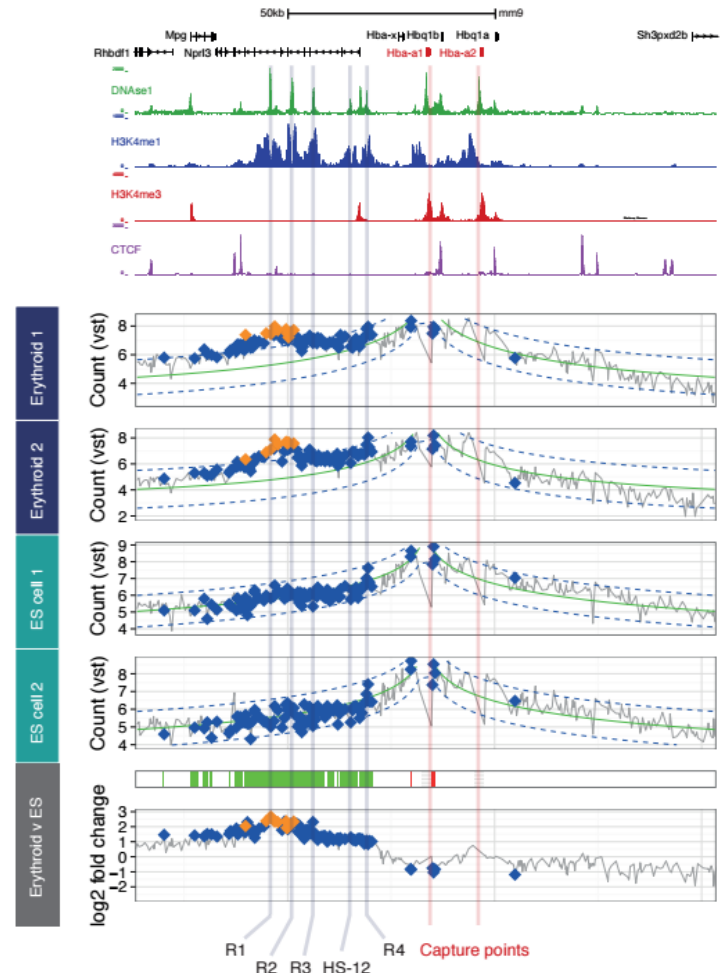 50kb mm9
Mpg Hba-x Hbq1b Hbq1a Sh3pxd2b
Rhbdf1 Nprl3 Hba-a1 Hba-a2
DNAse1
H3K4me1
H3K4me3
CTCF
Erythroid 1
Count (vst)
8
6
4
Erythroid 2
Count (vst)
8
6
4
2
ES cell 1
Count (vst)
9
8
7
6
5
4
ES cell 2
Count (vst)
8
7
6
5
4
Erythroid v ES
log2 fold change
3
2
1
0
−1
−2
R1 R4 Capture points
R2 R3 HS-12